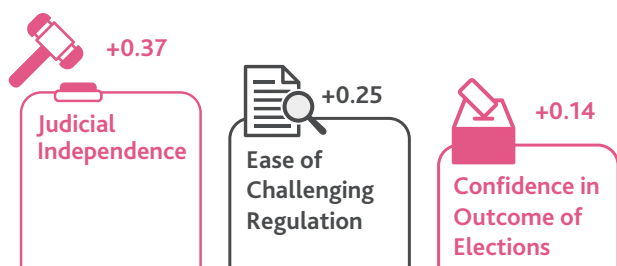 +0.37
Judicial
Independence
+0.25
Ease of
Challenging
Regulation
+0.14
Confidence in
Outcome of
Elections